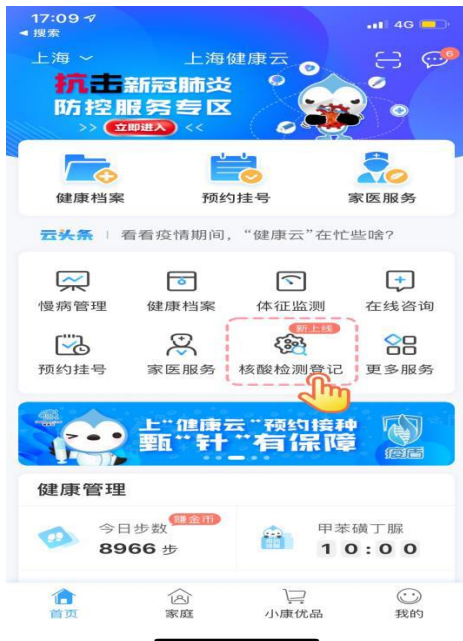 17:09
4G
搜索
上海
上海健康云
6
抗击新冠肺炎
防控服务专区
>> 立即进入 <<
健康档案
预约挂号
家医服务
云头条
看看疫情期间，“健康云”在忙些啥？
慢病管理
健康档案
体征监测
在线咨询
新上线
预约挂号
家医服务
核酸检测登记
更多服务
上“健康云”预约接种
甄“针”有保障
疫盾
健康管理
今日步数
赚金币
8966 步
甲苯磺丁脲
10:00
首页
家庭
小康优品
我的